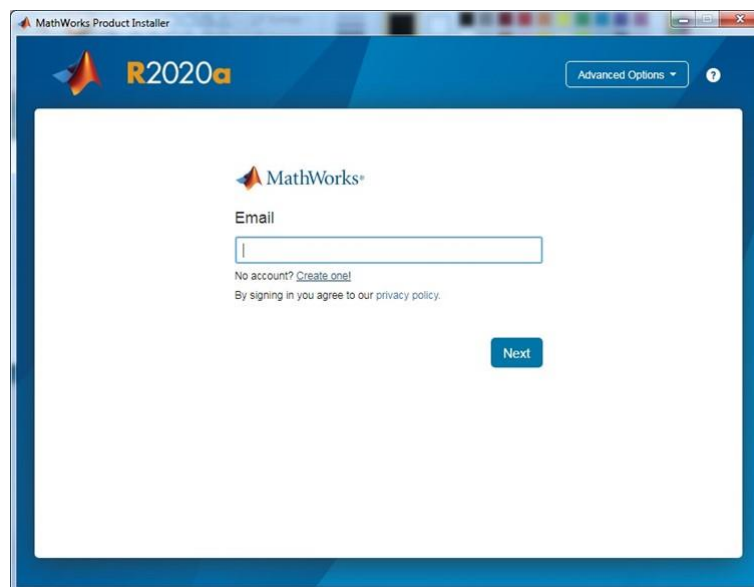 MathWorks Product Installer
R2020a
Advanced Options
?
MathWorks®
Email
No account? Create one!
By signing in you agree to our privacy policy.
Next